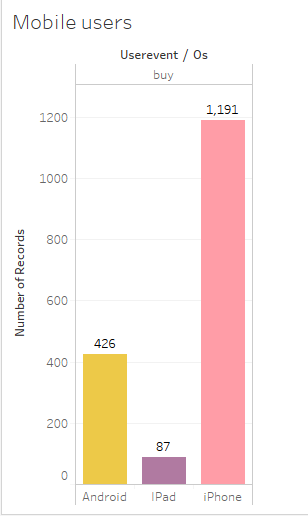 Mobile users
Userevent / Os
buy
Number of Records
1200
1000
800
600
400
200
0
426
87
1,191
Android
IPad
iPhone